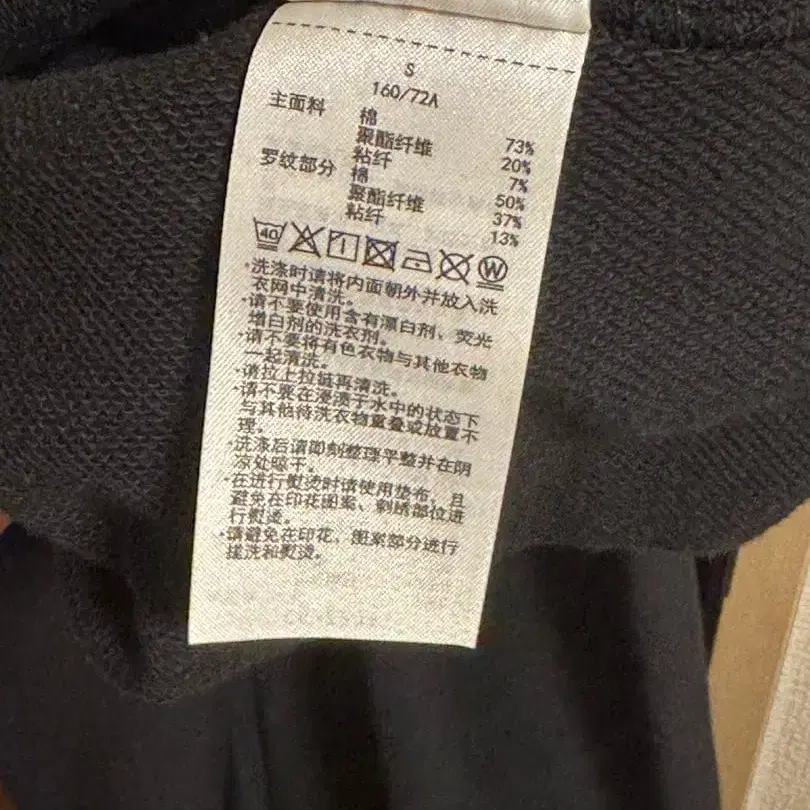 S
160/72A
主面料 棉 73%
聚酯纤维 20%
粘纤 7%
罗纹部分 棉 50%
聚酯纤维 37%
粘纤 13%
40 W
·洗涤时请将内面朝外并放入洗
衣网中清洗。
·请不要使用含有漂白剂、荧光
增白剂的洗衣剂。
·请不要将有色衣物与其他衣物
一起清洗。
·请拉上拉链再清洗。
·请不要在浸渍于水中的状态下
与其他待洗衣物重叠或放置不
理。
·洗涤后请即刻整理平整并在阴
凉处晾干。
·在进行熨烫时请使用垫布，且
避免在印花图案、刺绣部位进
行熨烫。
·请避免在印花，图案部分进行
搓洗和熨烫。